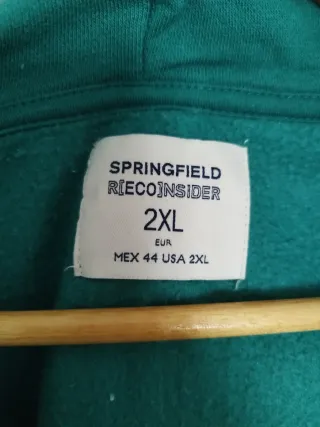 SPRINGFIELD
R[ECO]NSIDER
2XL
EUR
MEX 44 USA 2XL